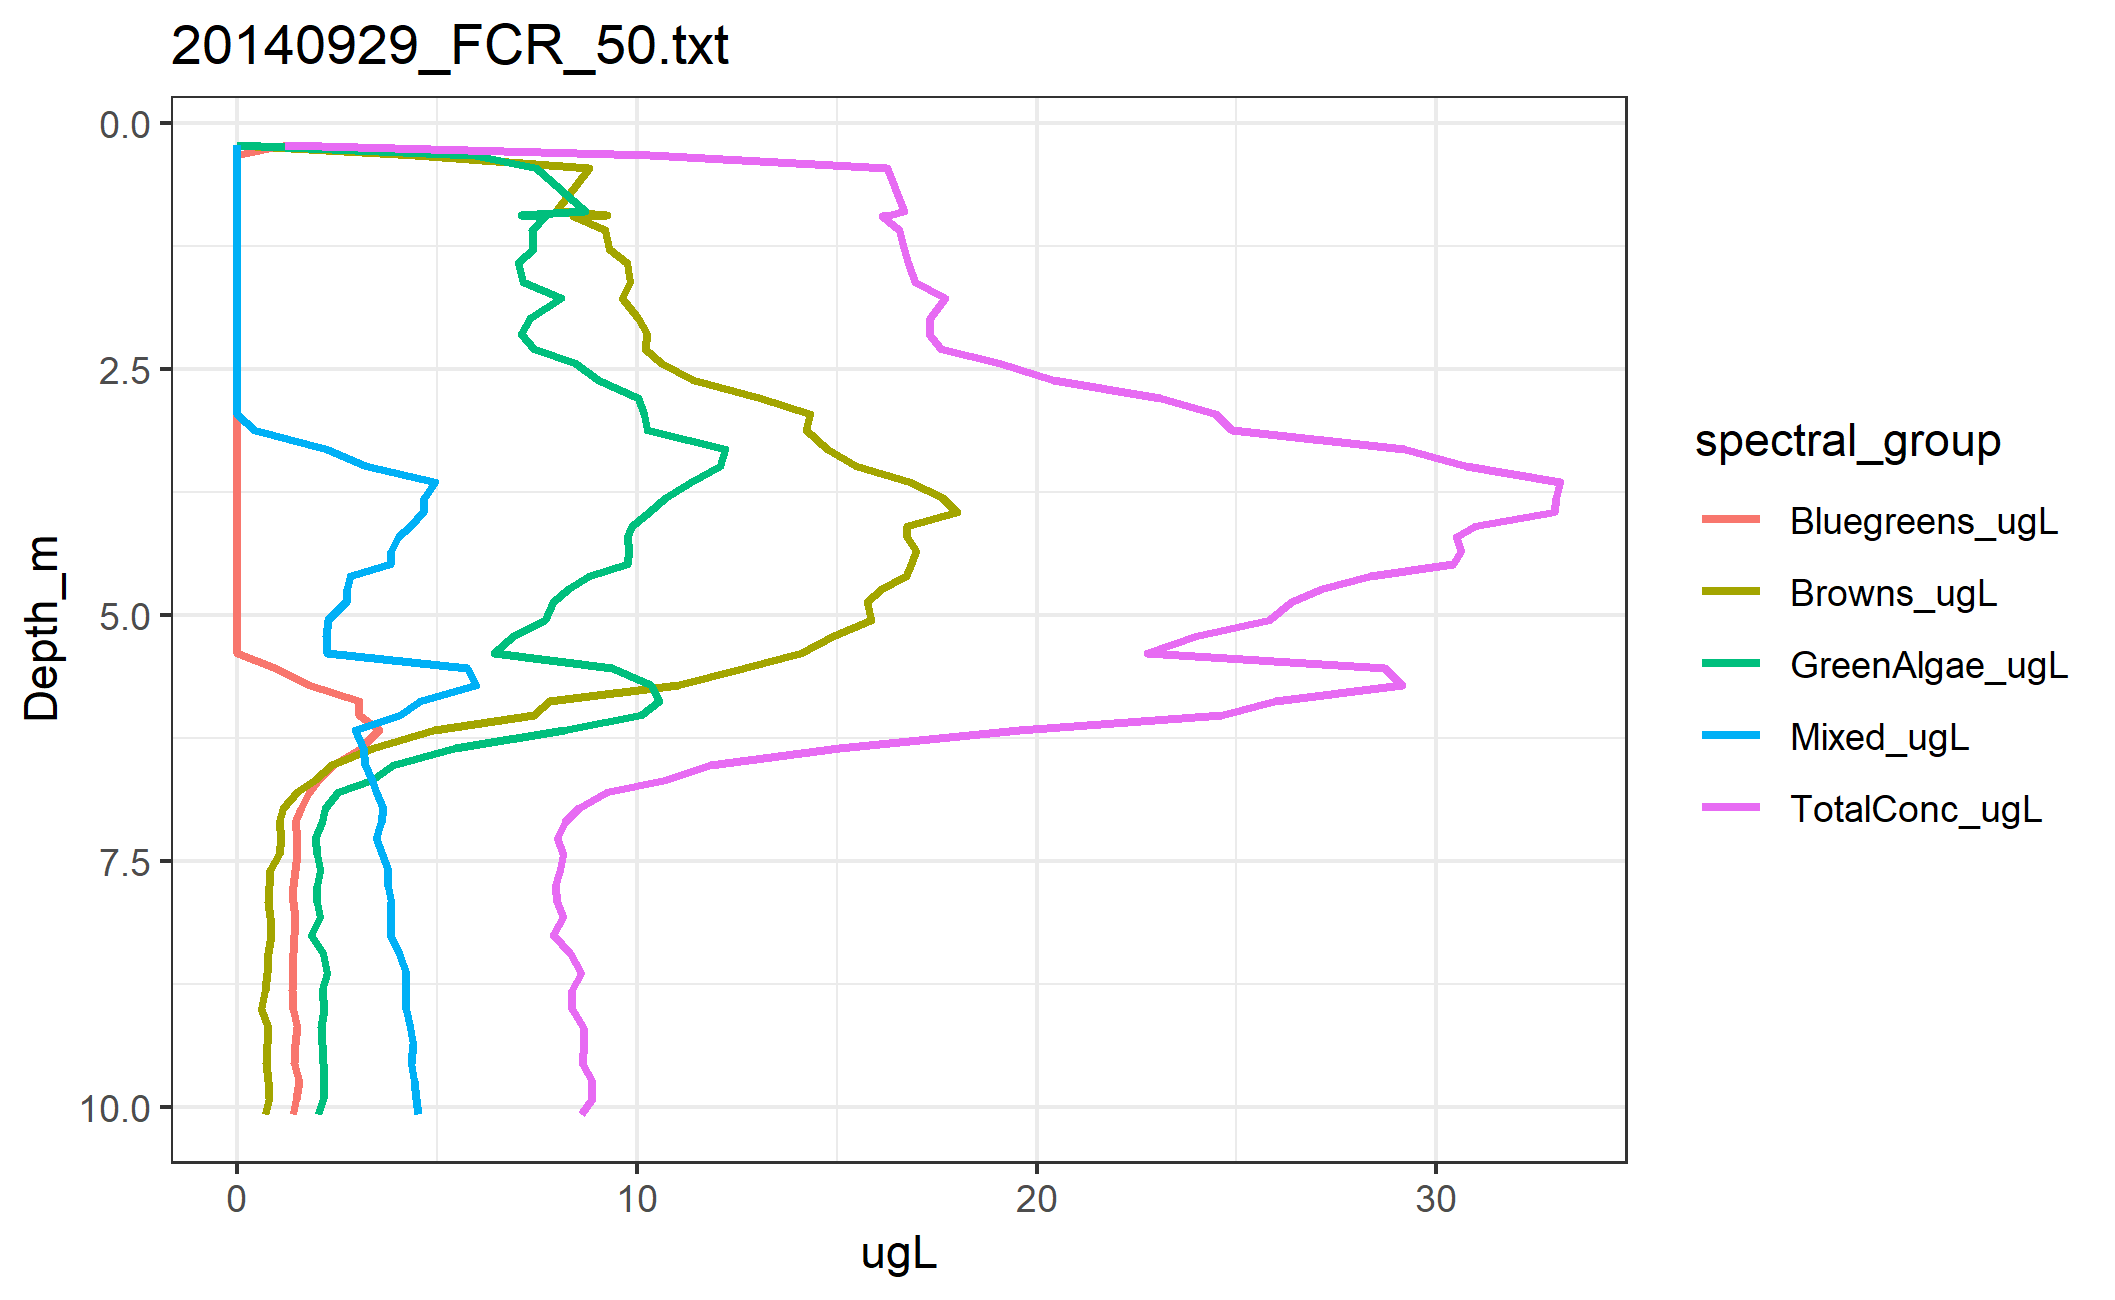 20140929_FCR_50.txt
0.0
2.5
5.0
7.5
10.0
Depth_m
0 10 20 30
ugL
spectral_group
Bluegreens_ugL
Browns_ugL
GreenAlgae_ugL
Mixed_ugL
TotalConc_ugL